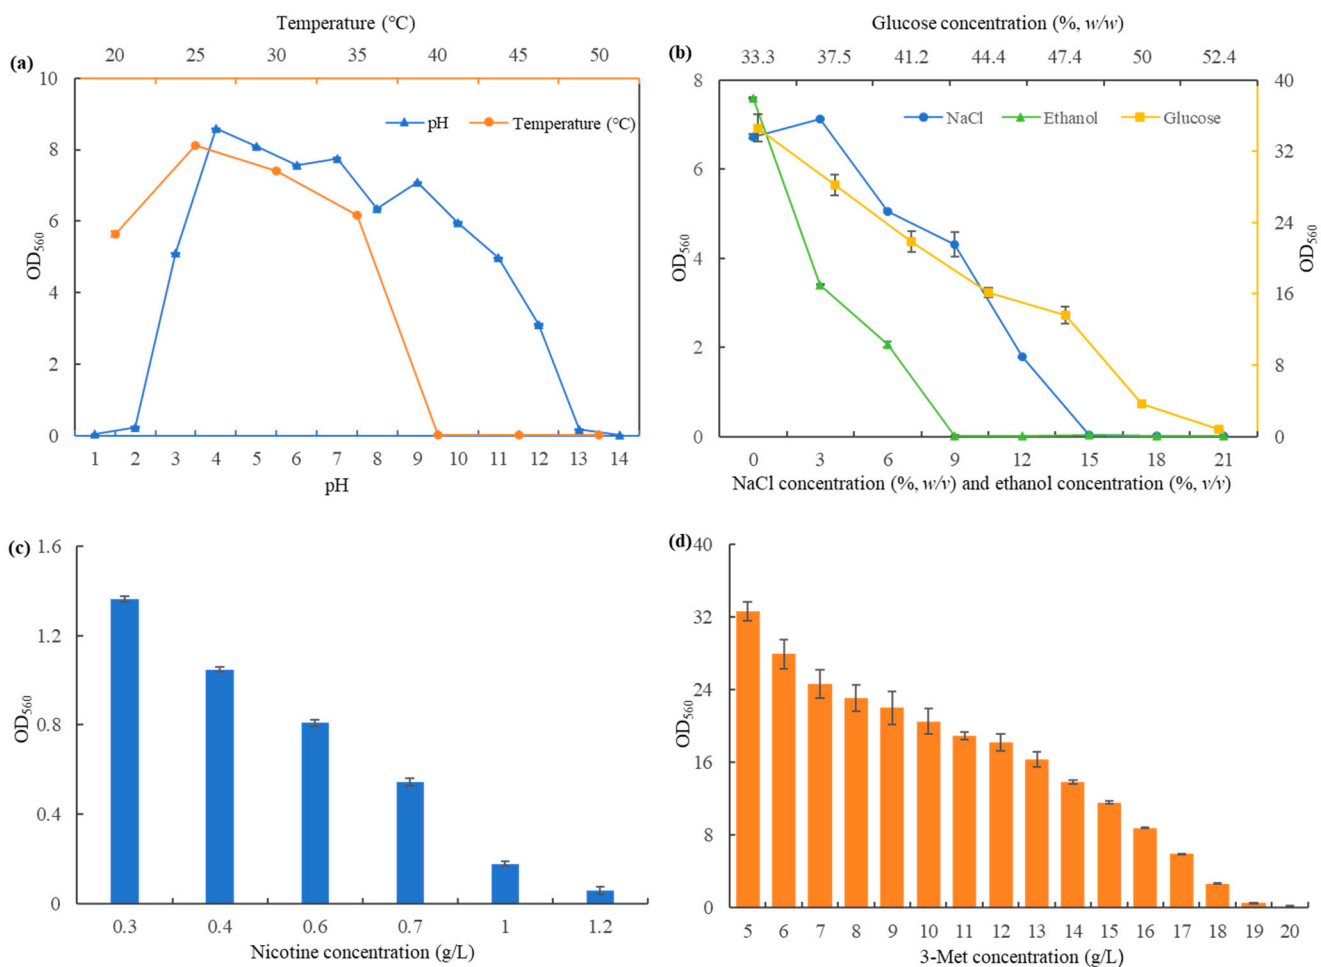 Temperature (℃)
(a)
20 25 30 35 40 45 50
10
8
6
4
2
0
OD560
pH Temperature (℃)
1 2 3 4 5 6 7 8 9 10 11 12 13 14
pH
Glucose concentration (%, w/w)
(b)
33.3 37.5 41.2 44.4 47.4 50 52.4
8
6
4
2
0
OD560
NaCl Ethanol Glucose
40
32
24
16
8
0
OD560
0 3 6 9 12 15 18 21
NaCl concentration (%, w/v) and ethanol concentration (%, v/v)
(c)
1.6
1.2
0.8
0.4
0
OD560
0.3 0.4 0.6 0.7 1 1.2
Nicotine concentration (g/L)
(d)
40
32
24
16
8
0
OD560
5 6 7 8 9 10 11 12 13 14 15 16 17 18 19 20
3-Met concentration (g/L)